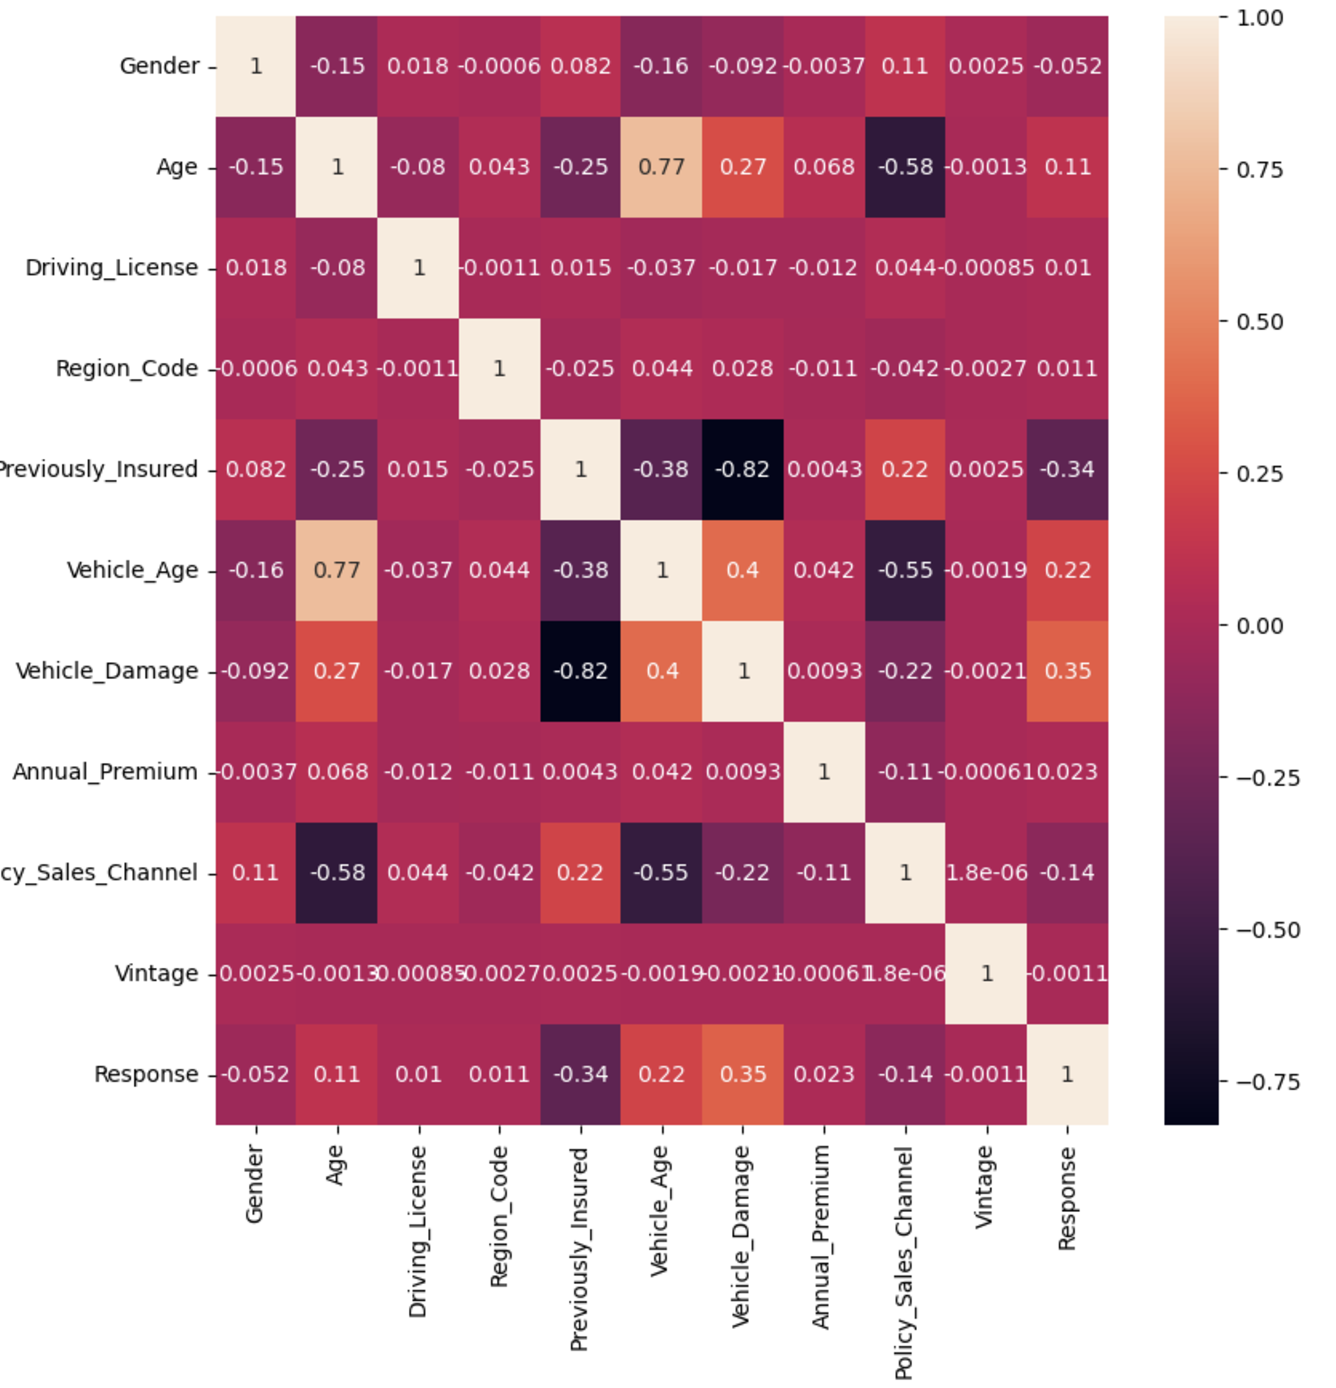 Gender 1 -0.15 0.018 -0.0006 0.082 -0.16 -0.092 -0.0037 0.11 0.0025 -0.052
Age -0.15 1 -0.08 0.043 -0.25 0.77 0.27 0.068 -0.58 -0.0013 0.11
Driving_License 0.018 -0.08 1 -0.0011 0.015 -0.037 -0.017 -0.012 0.044 -0.00085 0.01
Region_Code -0.0006 0.043 -0.0011 1 -0.025 0.044 0.028 -0.011 -0.042 -0.0027 0.011
Previously_Insured 0.082 -0.25 0.015 -0.025 1 -0.38 -0.82 0.0043 0.22 0.0025 -0.34
Vehicle_Age -0.16 0.77 -0.037 0.044 -0.38 1 0.4 0.042 -0.55 -0.0019 0.22
Vehicle_Damage -0.092 0.27 -0.017 0.028 -0.82 0.4 1 0.0093 -0.22 -0.0021 0.35
Annual_Premium -0.0037 0.068 -0.012 -0.011 0.0043 0.042 0.0093 1 -0.11 -0.00061 0.023
cy_Sales_Channel 0.11 -0.58 0.044 -0.042 0.22 -0.55 -0.22 -0.11 1 1.8e-06 -0.14
Vintage 0.0025 -0.0013 -0.00085 -0.0027 0.0025 -0.0019 -0.0021 -0.00061 1.8e-06 1 -0.0011
Response -0.052 0.11 0.01 0.011 -0.34 0.22 0.35 0.023 -0.14 -0.0011 1
Gender
Age
Driving_License
Region_Code
Previously_Insured
Vehicle_Age
Vehicle_Damage
Annual_Premium
Policy_Sales_Channel
Vintage
Response
1.00
0.75
0.50
0.25
0.00
−0.25
−0.50
−0.75